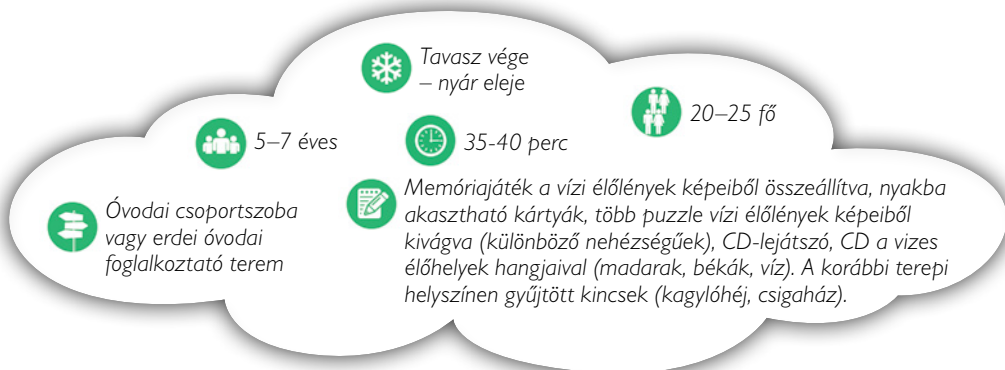 Tavasz vége
– nyár eleje
20–25 fő
5–7 éves
35-40 perc
Óvodai csoportszoba
vagy erdei óvodai
foglalkoztató terem
Memóriajáték a vízi élőlények képeiből összeállítva, nyakba
akasztható kártyák, több puzzle vízi élőlények képeiből
kivágva (különböző nehézségűek), CD-lejátszó, CD a vizes
élőhelyek hangjaival (madarak, békák, víz). A korábbi terepi
helyszínen gyűjtött kincsek (kagylóhéj, csigaház).